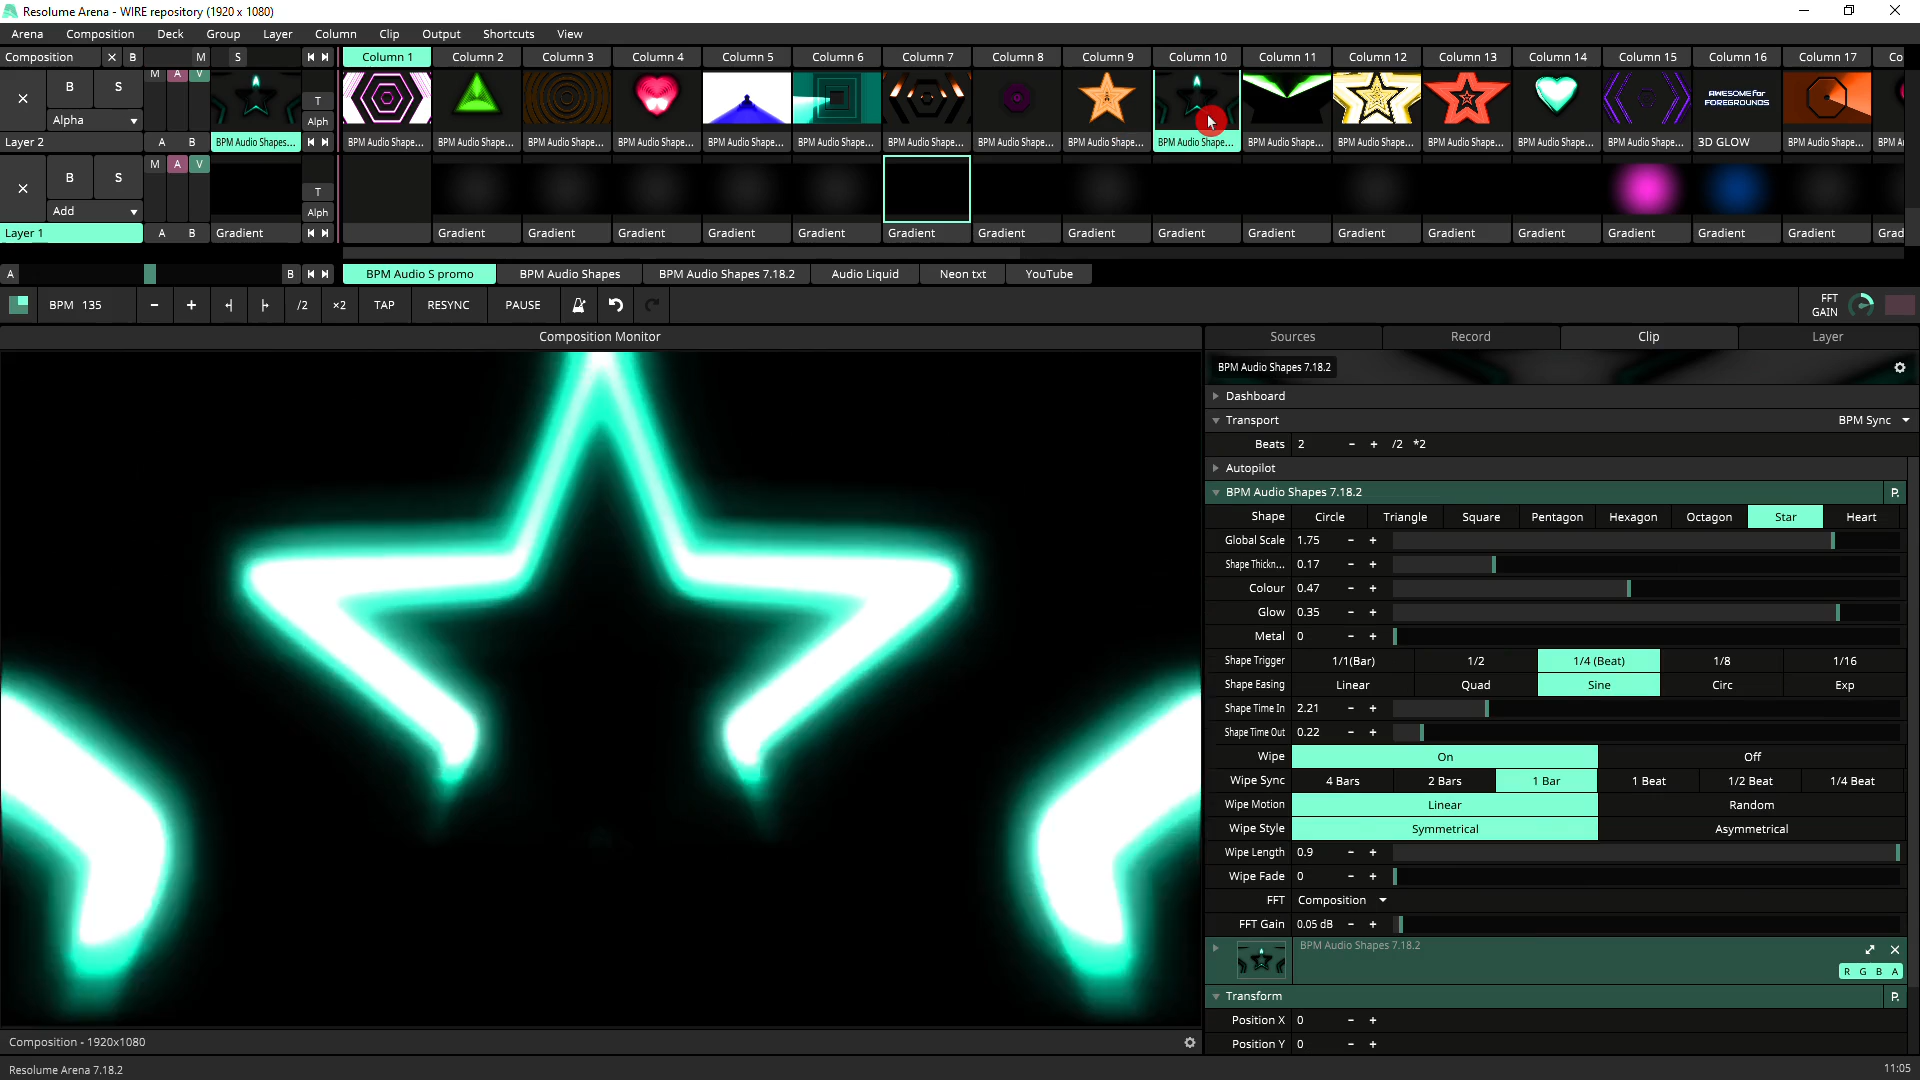 Resolume Arena - WIRE repository (1920 x 1080)
Arena Composition Deck Group Layer Column Clip Output Shortcuts View
Composition B M S Column 1 Column 2 Column 3 Column 4 Column 5 Column 6 Column 7 Column 8 Column 9 Column 10 Column 11 Column 12 Column 13 Column 14 Column 15 Column 16 Column 17 Co
M A V
B S
T
AWESOME for
FOREGROUNDS
Alpha Alph
Layer 2 A B BPM Audio Shapes... BPM Audio Shape... BPM Audio Shape... BPM Audio Shape... BPM Audio Shape... BPM Audio Shape... BPM Audio Shape... BPM Audio Shape... BPM Audio Shape... BPM Audio Shape... BPM Audio Shape... BPM Audio Shape... BPM Audio Shape... BPM Audio Shape... BPM Audio Shape... BPM Audio Shape... 3D GLOW BPM Audio Shape... BPM Au
M A V
B S
T
Add Alph
Layer 1 A B Gradient Gradient Gradient Gradient Gradient Gradient Gradient Gradient Gradient Gradient Gradient Gradient Gradient Gradient Gradient Gradient Gradient Grad
A B BPM Audio S promo BPM Audio Shapes BPM Audio Shapes 7.18.2 Audio Liquid Neon txt YouTube
BPM 135 - + /2 ×2 TAP RESYNC PAUSE FFT GAIN
Composition Monitor
Sources Record Clip Layer
BPM Audio Shapes 7.18.2
Dashboard
Transport BPM Sync
Beats 2 - + /2 *2
Autopilot
BPM Audio Shapes 7.18.2 P.
Shape Circle Triangle Square Pentagon Hexagon Octagon Star Heart
Global Scale 1.75 - +
Shape Thickn... 0.17 - +
Colour 0.47 - +
Glow 0.35 - +
Metal 0 - +
Shape Trigger 1/1(Bar) 1/2 1/4 (Beat) 1/8 1/16
Shape Easing Linear Quad Sine Circ Exp
Shape Time In 2.21 - +
Shape Time Out 0.22 - +
Wipe On Off
Wipe Sync 4 Bars 2 Bars 1 Bar 1 Beat 1/2 Beat 1/4 Beat
Wipe Motion Linear Random
Wipe Style Symmetrical Asymmetrical
Wipe Length 0.9 - +
Wipe Fade 0 - +
FFT Composition
FFT Gain 0.05 dB - +
BPM Audio Shapes 7.18.2
R G B A
Transform P.
Position X 0 - +
Position Y 0 - +
Composition - 1920x1080
Resolume Arena 7.18.2
11:05